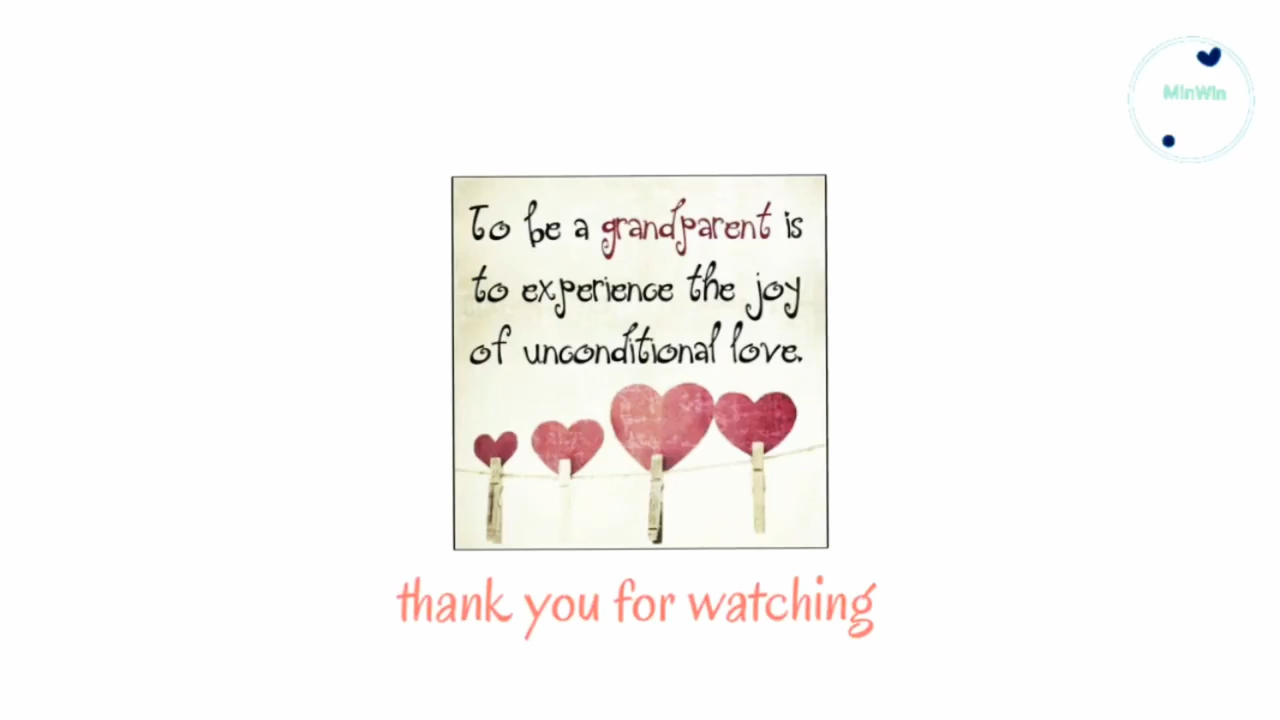 MinWin
To be a grandparent is
to experience the joy
of unconditional love.
thank you for watching